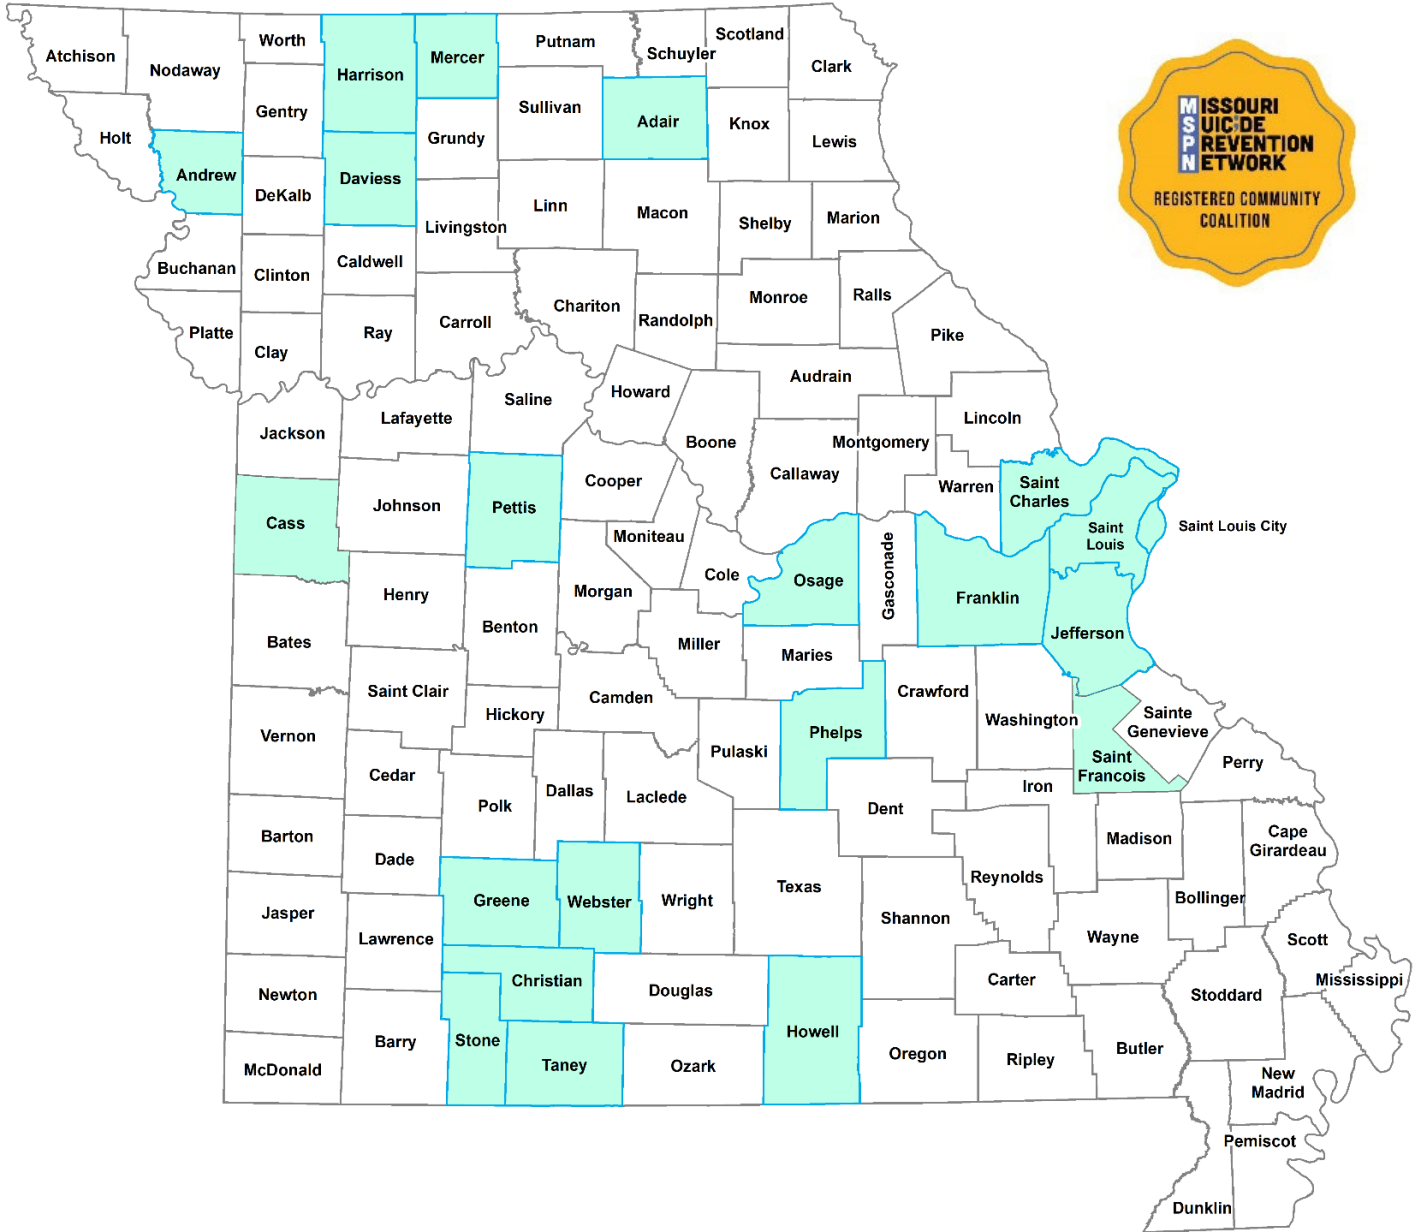 Atchison
Nodaway
Worth
Harrison
Mercer
Putnam
Schuyler
Scotland
Clark
Holt
Andrew
Gentry
DeKalb
Daviess
Grundy
Sullivan
Adair
Knox
Lewis
Buchanan
Clinton
Caldwell
Livingston
Linn
Macon
Shelby
Marion
Platte
Clay
Ray
Carroll
Chariton
Randolph
Monroe
Ralls
Pike
Jackson
Lafayette
Saline
Howard
Boone
Audrain
Callaway
Montgomery
Lincoln
Warren
Saint
Charles
Saint
Louis
Saint Louis City
Cass
Johnson
Pettis
Cooper
Moniteau
Cole
Osage
Gasconade
Franklin
Jefferson
Bates
Henry
Benton
Morgan
Miller
Maries
Vernon
Saint Clair
Hickory
Camden
Pulaski
Phelps
Crawford
Washington
Sainte
Genevieve
Saint
Francois
Perry
Cedar
Polk
Dallas
Laclede
Dent
Iron
Madison
Cape
Girardeau
Barton
Dade
Greene
Webster
Wright
Texas
Shannon
Reynolds
Bollinger
Jasper
Lawrence
Christian
Douglas
Howell
Carter
Wayne
Scott
Mississippi
Newton
Barry
Stone
Taney
Ozark
Oregon
Ripley
Butler
Stoddard
McDonald
New
Madrid
Pemiscot
Dunklin
MISSOURI
SUIC;DE
PREVENTION
NETWORK
REGISTERED COMMUNITY
COALITION